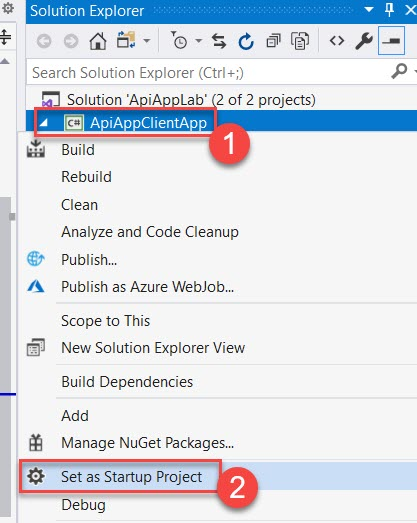 Solution Explorer
Search Solution Explorer (Ctrl+;)
Solution 'ApiAppLab' (2 of 2 projects)
C# ApiAppClientApp
1
Build
Rebuild
Clean
Analyze and Code Cleanup
Publish...
Publish as Azure WebJob...
Scope to This
New Solution Explorer View
Build Dependencies
Add
Manage NuGet Packages...
Set as Startup Project
2
Debug